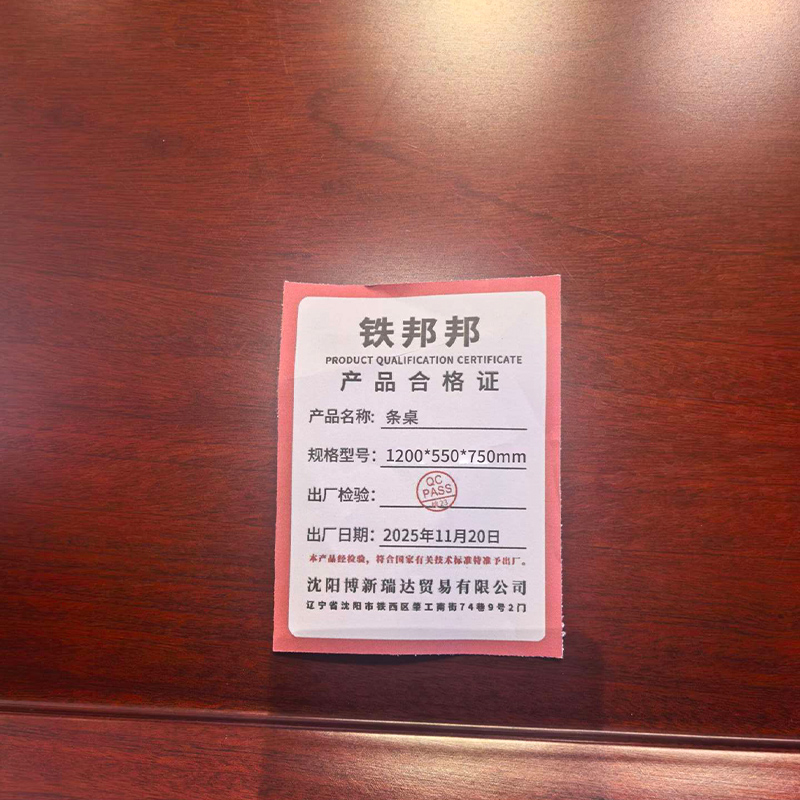 铁邦邦
PRODUCT QUALIFICATION CERTIFICATE
产品合格证
产品名称: 条桌
规格型号: 1200*550*750mm
出厂检验:
QC
PASS
出厂日期: 2025年11月20日
本产品经检验，符合国家有关技术标准特准予出厂。
沈阳博新瑞达贸易有限公司
辽宁省沈阳市铁西区肇工南街74巷9号2门